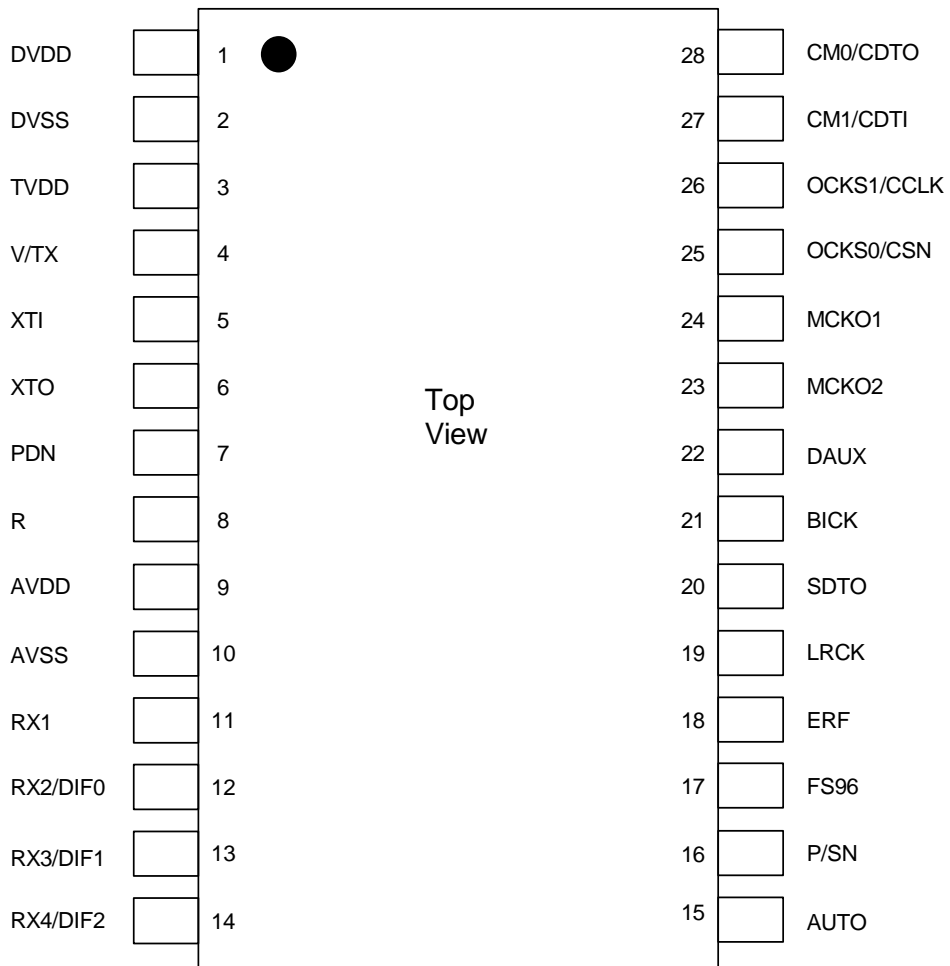 DVDD 1 28 CM0/CDTO
DVSS 2 27 CM1/CDTI
TVDD 3 26 OCKS1/CCLK
V/TX 4 25 OCKS0/CSN
XTI 5 24 MCKO1
XTO 6 23 MCKO2
Top
View
PDN 7 22 DAUX
R 8 21 BICK
AVDD 9 20 SDTO
AVSS 10 19 LRCK
RX1 11 18 ERF
RX2/DIF0 12 17 FS96
RX3/DIF1 13 16 P/SN
RX4/DIF2 14 15 AUTO